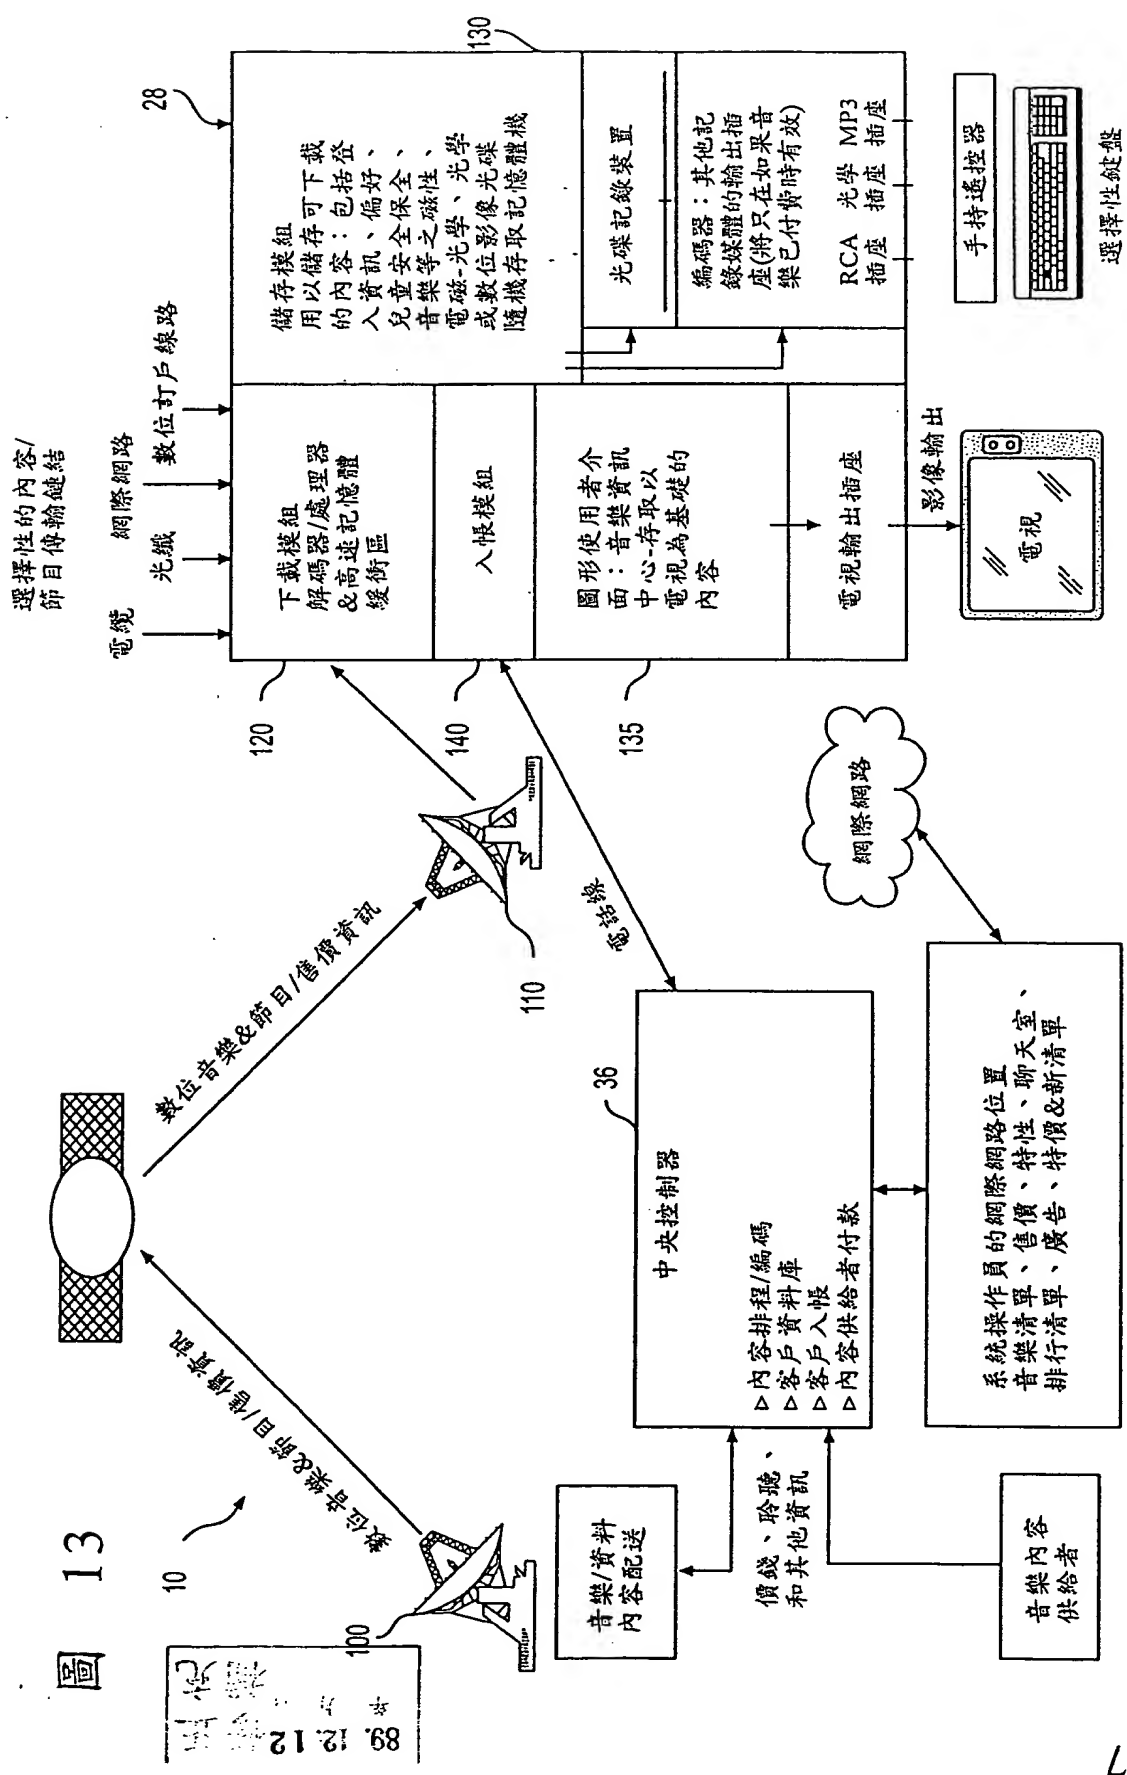 圖 13
10
89.12.12
100
數位音樂&節目/售價資訊
數位音樂&節目/售價資訊
110
選擇性的內容/
節目傳輸鏈結
電纜
光纖
網際網路
數位訂戶線路
28
130
120
下載模組
解碼器/處理器
&高速記憶體
緩衝區
儲存模組
用以儲存可下載
的內容:包括登
入資訊、偏好、
兒童安全保全、
音樂等之磁性、
電磁-光學、光學
或數位影像光碟
隨機存取記憶體機
140
入帳模組
135
圖形使用者介
面:音樂資訊
中心-存取以
電視為基礎的
內容
電視輸出插座
光碟記錄裝置
編碼器:其他記
錄媒體的輸出插
座(將只在如果音
樂已付費時有效)
RCA 光學 MP3
插座 插座 插座
影像輸出
電視
手持遙控器
選擇性鍵盤
電話線
36
中央控制器
▷內容排程/編碼
▷客戶資料庫
▷客戶入帳
▷內容供給者付款
音樂/資料
內容配送
價錢、聆聽、
和其他資訊
音樂內容
供給者
系統操作員的網際網路位置
音樂清單、售價、特性、聊天室、
排行清單、廣告、特價&新清單
網際網路
7